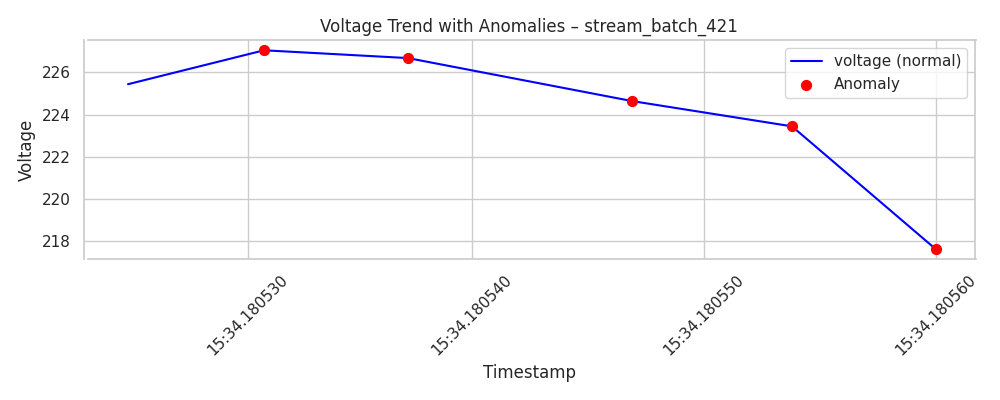 Voltage Trend with Anomalies – stream_batch_421
voltage (normal)
Anomaly
Voltage
226
224
222
220
218
15:34.180530
15:34.180540
15:34.180550
15:34.180560
Timestamp